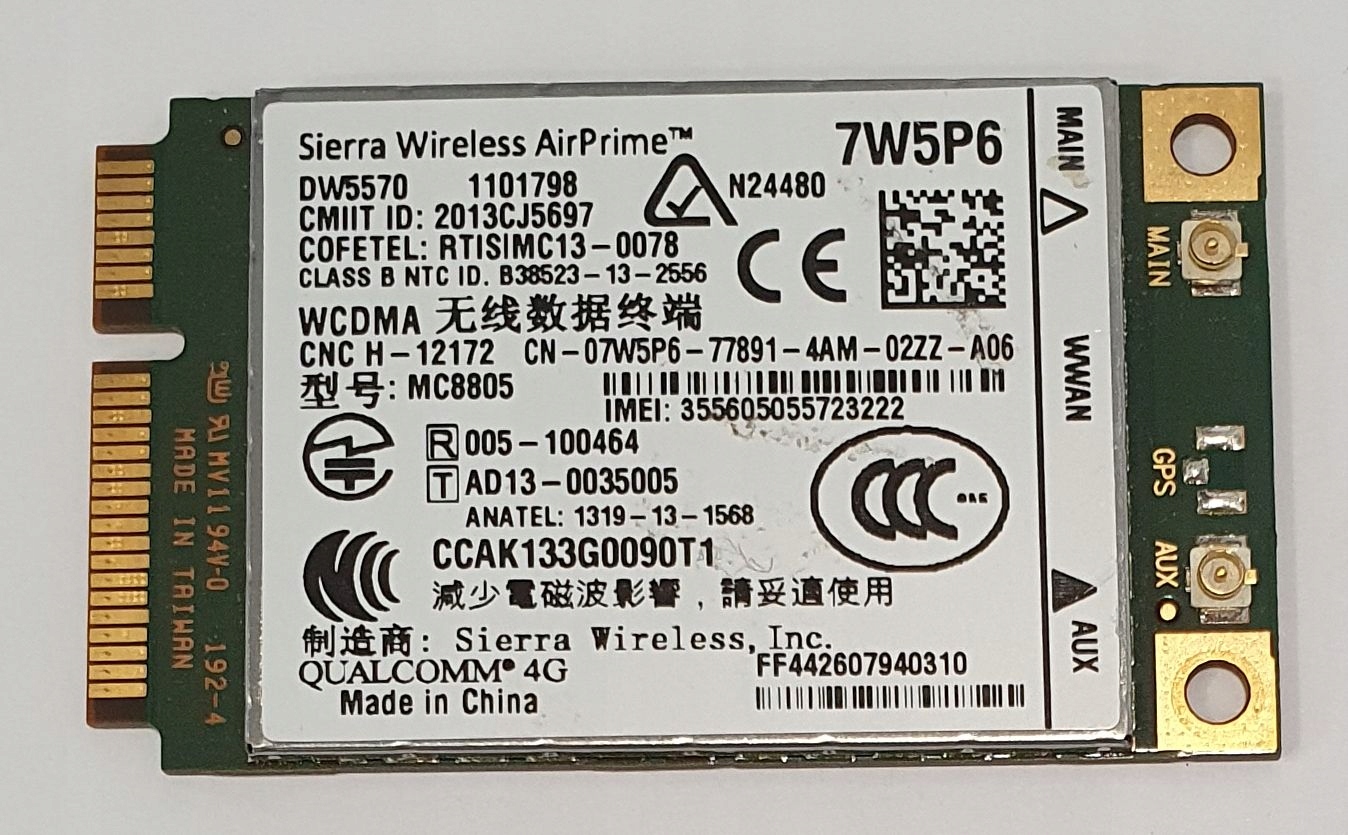 Sierra Wireless AirPrime™ 7W5P6
DW5570 1101798 N24480
CMIIT ID: 2013CJ5697
COFETEL: RTISIMC13-0078
CLASS B NTC ID. B38523-13-2556
CE
WCDMA 无线数据终端
CNC H-12172 CN-07W5P6-77891-4AM-02ZZ-A06
型号: MC8805
IMEI: 355605055723222
R 005-100464
T AD13-0035005
ANATEL: 1319-13-1568
CCC
CCAK133G0090T1
減少電磁波影響，請妥適使用
制造商: Sierra Wireless, Inc.
QUALCOMM® 4G FF442607940310
Made in China
MAIN
WWAN
AUX
MAIN
GPS
AUX
MV1194V-0 192-4
MADE IN TAIWAN